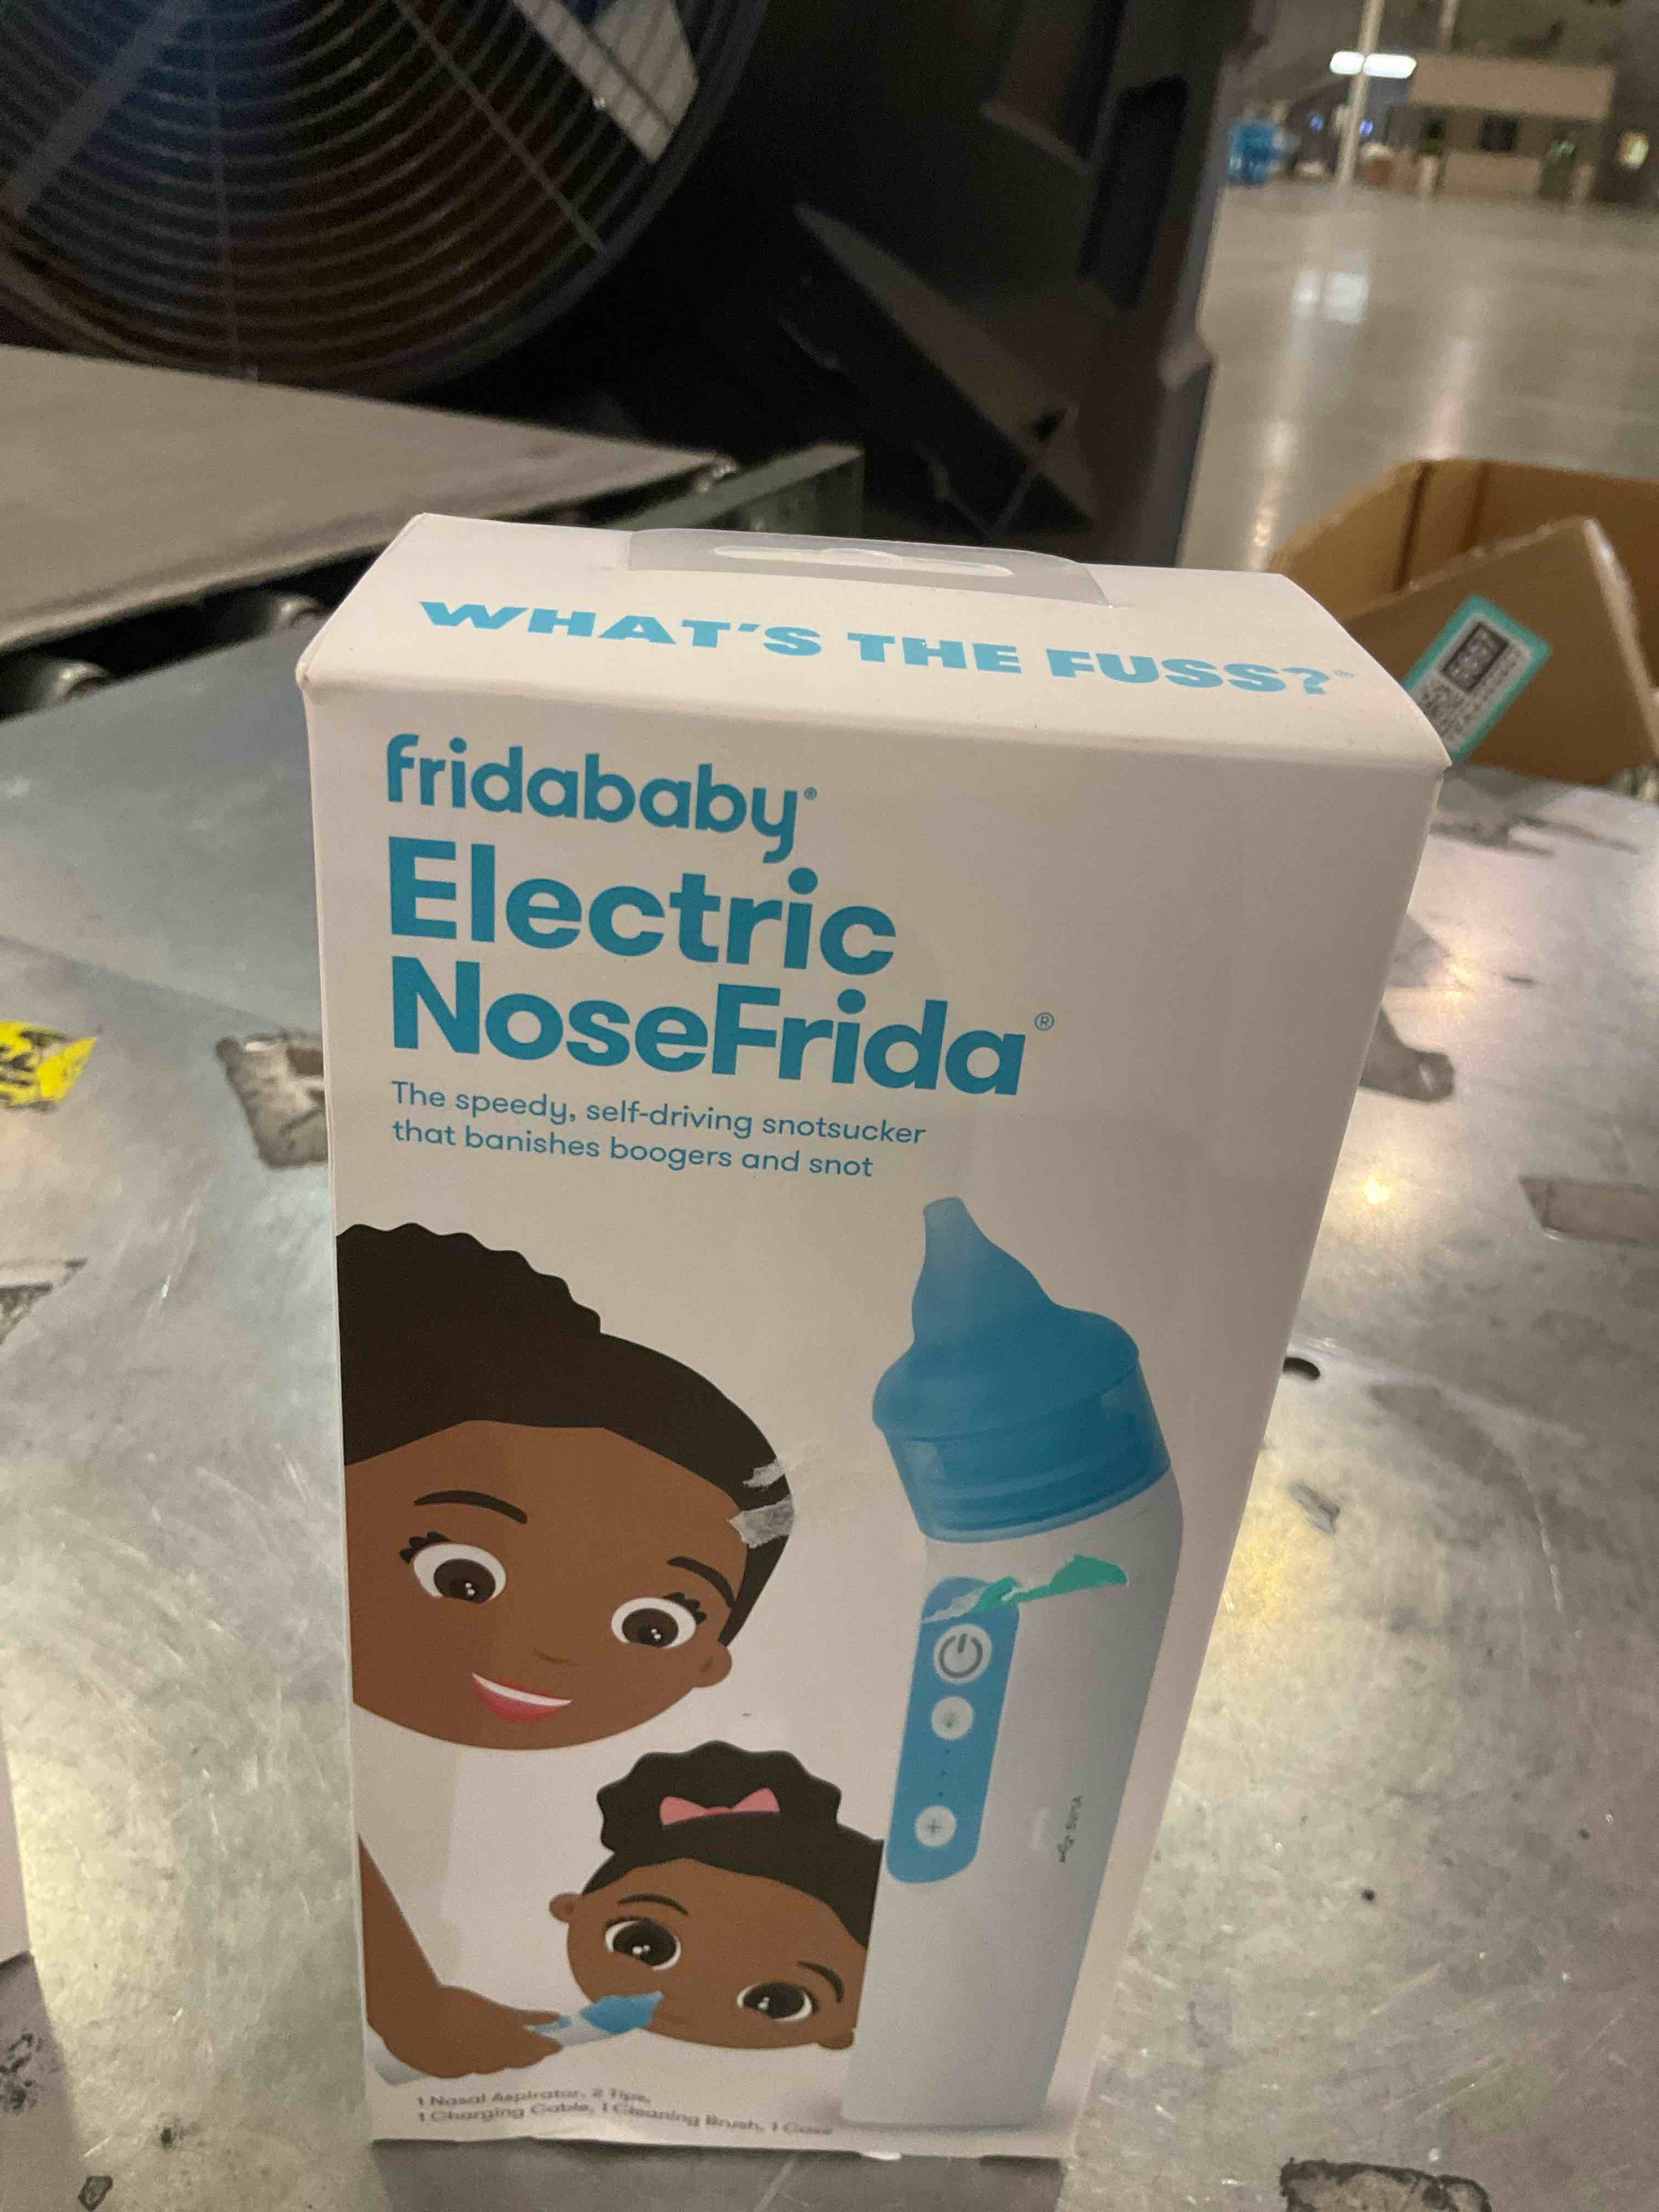 WHAT'S THE FUSS?®
fridababy®
Electric
NoseFrida®
The speedy, self-driving snotsucker
that banishes boogers and snot
1 Nasal Aspirator, 2 Tips,
1 Charging Cable, 1 Cleaning Brush, 1 Case
frida